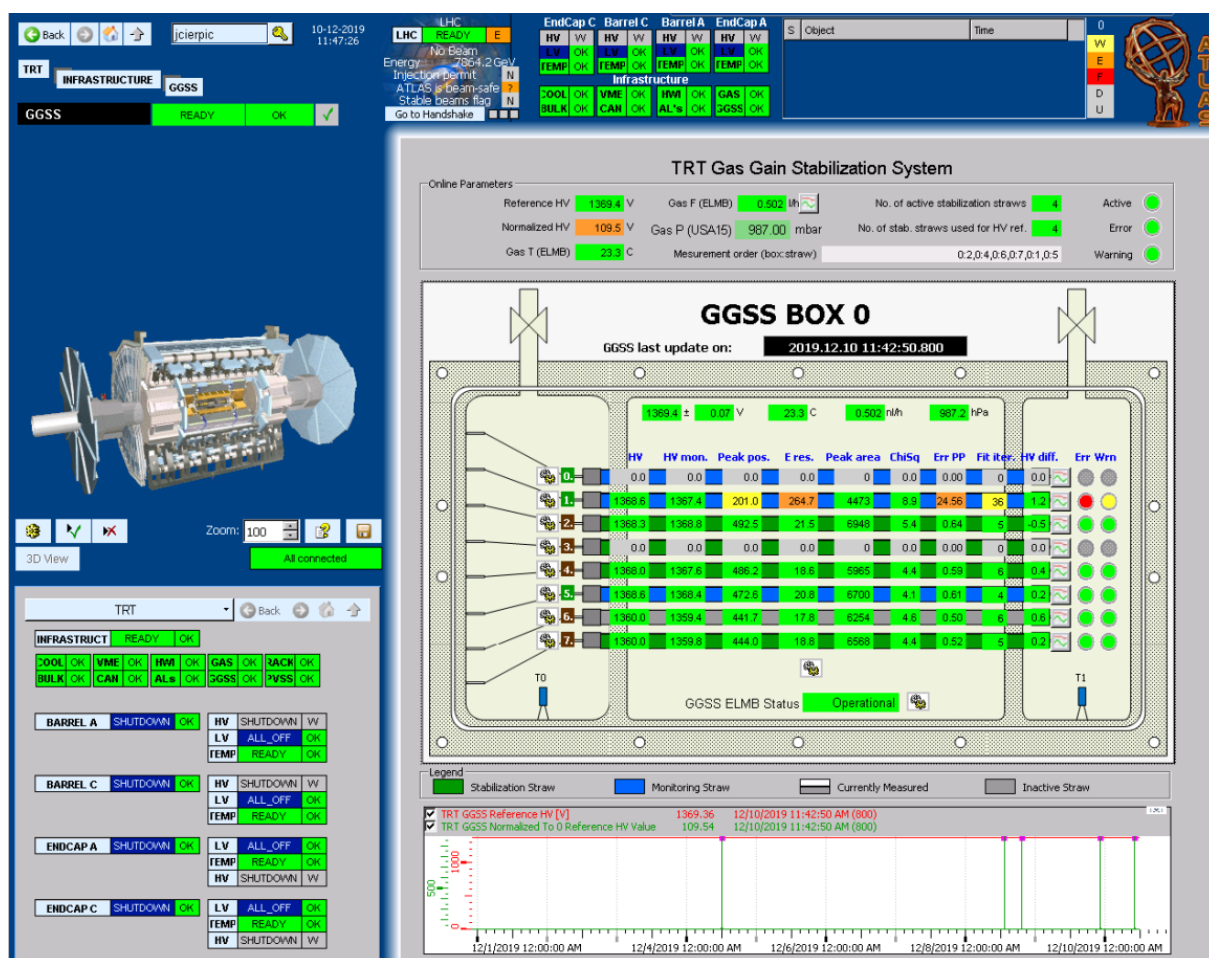 Back
jcierpic
10-12-2019
11:47:26
TRT
INFRASTRUCTURE
GGSS
GGSS READY OK
LHC
LHC READY E
No Beam
Energy 7864.2 GeV
Injection permit N
ATLAS is beam-safe ?
Stable beams flag N
Go to Handshake
EndCap C Barrel C Barrel A EndCap A
HV W HV W HV W HV W
LV OK LV OK LV OK LV OK
TEMP OK TEMP OK TEMP OK TEMP OK
Infrastructure
COOL OK VME OK HWI OK GAS OK
BULK OK CAN OK AL's OK GGSS OK
S Object Time
0
W
E
F
D
U
ATLAS
TRT Gas Gain Stabilization System
Online Parameters
Reference HV 1369.4 V Gas F (ELMB) 0.502 l/h No. of active stabilization straws 4 Active
Normalized HV 109.5 V Gas P (USA15) 987.00 mbar No. of stab. straws used for HV ref. 4 Error
Gas T (ELMB) 23.3 C Mesurement order (box:straw) 0:2,0:4,0:6,0:7,0:1,0:5 Warning
GGSS BOX 0
GGSS last update on: 2019.12.10 11:42:50.800
1369.4 ± 0.07 V 23.3 C 0.502 nl/h 987.2 hPa
HV HV mon. Peak pos. E res. Peak area ChiSq Err PP Fit iter. HV diff. Err Wrn
0. 0.0 0.0 0.0 0.0 0 0.0 0.00 0 0.0
1. 1368.6 1367.4 201.0 264.7 4473 8.9 24.56 36 1.2
2. 1368.3 1368.8 492.5 21.5 6948 5.4 0.64 5 -0.5
3. 0.0 0.0 0.0 0.0 0 0.0 0.00 0 0.0
4. 1368.0 1367.6 486.2 18.6 5965 4.4 0.59 6 0.4
5. 1368.6 1368.4 472.6 20.8 6700 4.1 0.61 4 0.2
6. 1360.0 1359.4 441.7 17.8 6254 4.6 0.50 6 0.6
7. 1360.0 1359.8 444.0 18.8 6568 4.4 0.52 5 0.2
T0
T1
GGSS ELMB Status Operational
Legend
Stabilization Straw Monitoring Straw Currently Measured Inactive Straw
TRT GGSS Reference HV [V] 1369.36 12/10/2019 11:42:50 AM (800)
TRT GGSS Normalized To 0 Reference HV Value 109.54 12/10/2019 11:42:50 AM (800)
500
1000
0
12/1/2019 12:00:00 AM 12/4/2019 12:00:00 AM 12/6/2019 12:00:00 AM 12/8/2019 12:00:00 AM 12/10/2019 12:00:00 AM
Zoom: 100
3D View
All connected
TRT Back
INFRASTRUCT READY OK
COOL OK VME OK HWI OK GAS OK RACK OK
BULK OK CAN OK ALs OK GGSS OK PVSS OK
BARREL A SHUTDOWN OK HV SHUTDOWN W
LV ALL_OFF OK
TEMP READY OK
BARREL C SHUTDOWN OK HV SHUTDOWN W
LV ALL_OFF OK
TEMP READY OK
ENDCAP A SHUTDOWN OK LV ALL_OFF OK
TEMP READY OK
HV SHUTDOWN W
ENDCAP C SHUTDOWN OK LV ALL_OFF OK
TEMP READY OK
HV SHUTDOWN W